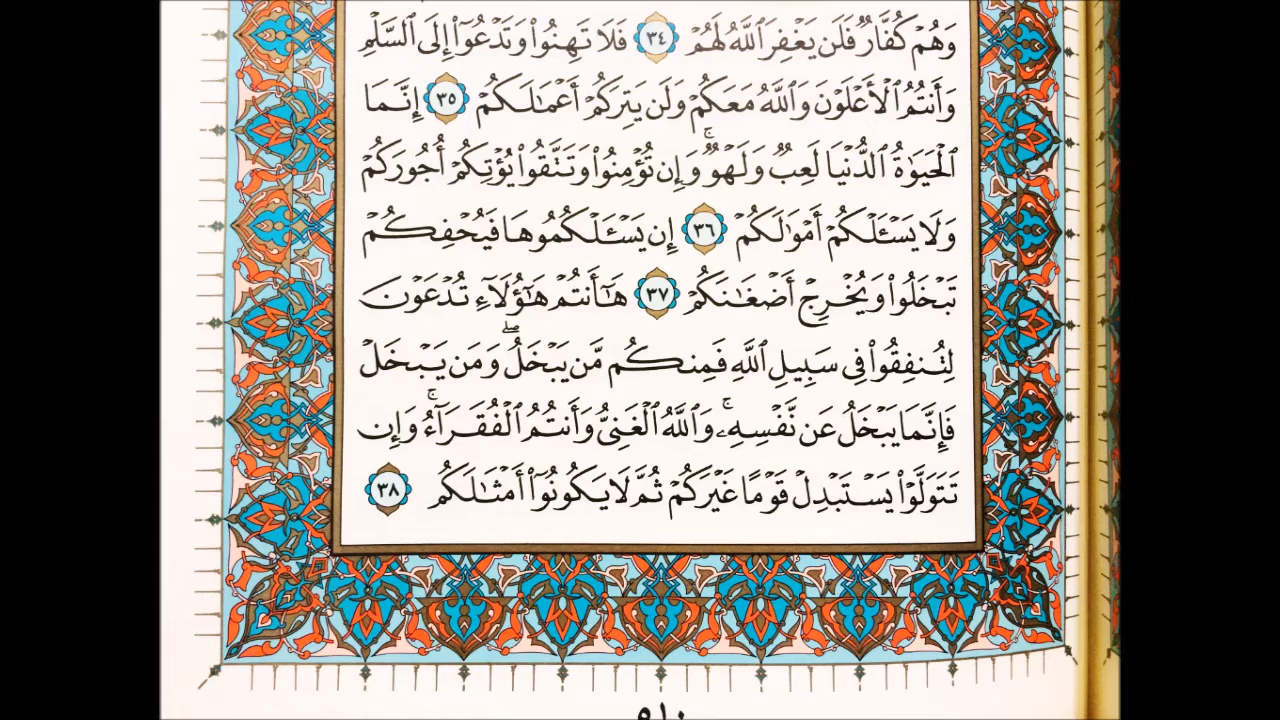 وَهُمْ كُفَّارٌ فَلَن يَغْفِرَ ٱللَّهُ لَهُمْ ٣٤ فَلَا تَهِنُوا۟ وَتَدْعُوٓا۟ إِلَى ٱلسَّلْمِ
وَأَنتُمُ ٱلْأَعْلَوْنَ وَٱللَّهُ مَعَكُمْ وَلَن يَتِرَكُمْ أَعْمَـٰلَكُمْ ٣٥ إِنَّمَا
ٱلْحَيَوٰةُ ٱلدُّنْيَا لَعِبٌ وَلَهْوٌ ۚ وَإِن تُؤْمِنُوا۟ وَتَتَّقُوا۟ يُؤْتِكُمْ أُجُورَكُمْ
وَلَا يَسْـَٔلْكُمْ أَمْوَٰلَكُمْ ٣٦ إِن يَسْـَٔلْكُمُوهَا فَيُحْفِكُمْ
تَبْخَلُوا۟ وَيُخْرِجْ أَضْغَـٰنَكُمْ ٣٧ هَـٰٓأَنتُمْ هَـٰٓؤُلَآءِ تُدْعَوْنَ
لِتُنفِقُوا۟ فِى سَبِيلِ ٱللَّهِ فَمِنكُم مَّن يَبْخَلُ ۖ وَمَن يَبْخَلْ
فَإِنَّمَا يَبْخَلُ عَن نَّفْسِهِۦ ۚ وَٱللَّهُ ٱلْغَنِىُّ وَأَنتُمُ ٱلْفُقَرَآءُ ۚ وَإِن
تَتَوَلَّوْا۟ يَسْتَبْدِلْ قَوْمًا غَيْرَكُمْ ثُمَّ لَا يَكُونُوٓا۟ أَمْثَـٰلَكُم ٣٨
٥١٠